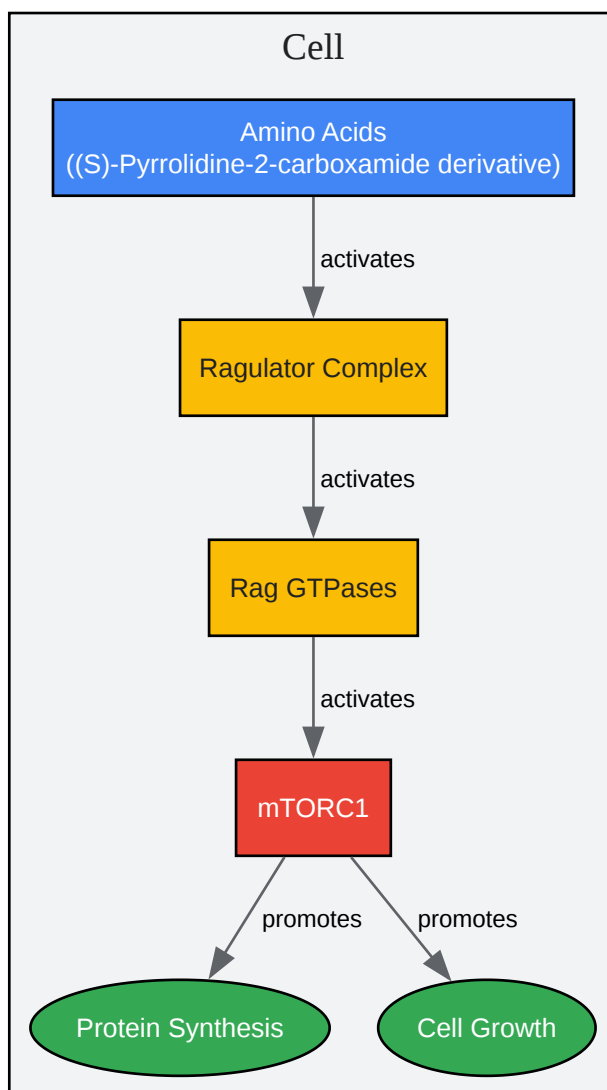 Cell
Amino Acids
((S)-Pyrrolidine-2-carboxamide derivative)
activates
Ragulator Complex
activates
Rag GTPases
activates
mTORC1
promotes
promotes
Protein Synthesis
Cell Growth